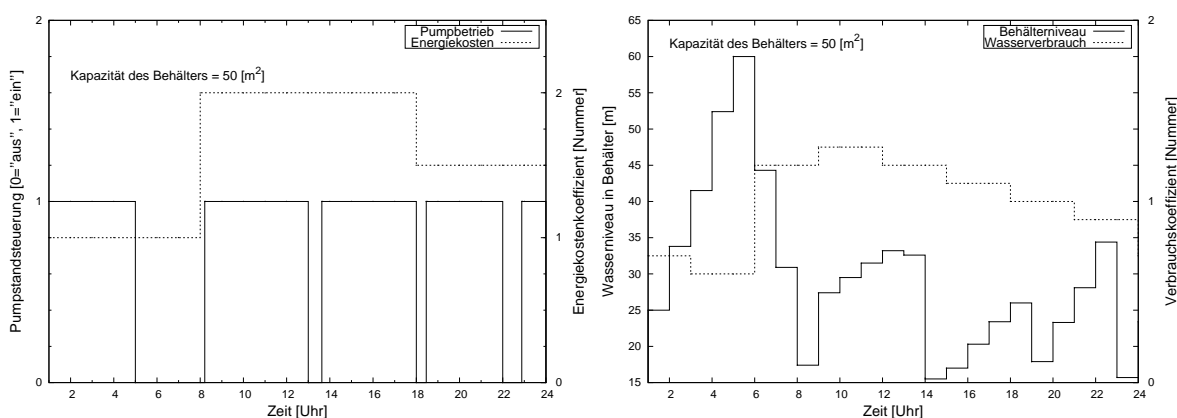 Pumpstandsteuerung [0="aus", 1="ein"]
2
1
0
Pumpbetrieb
Energiekosten
Kapazität des Behälters = 50 [m2]
2
1
0
Energiekostenkoeffizient [Nummer]
2 4 6 8 10 12 14 16 18 20 22 24
Zeit [Uhr]
Wasserniveau in Behälter [m]
65
60
55
50
45
40
35
30
25
20
15
Behälterniveau
Wasserverbrauch
Kapazität des Behälters = 50 [m2]
2
1
0
Verbrauchskoeffizient [Nummer]
2 4 6 8 10 12 14 16 18 20 22 24
Zeit [Uhr]